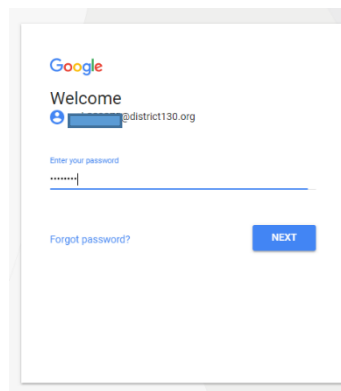 Google
Welcome
@district130.org
Enter your password
••••••••
Forgot password?
NEXT